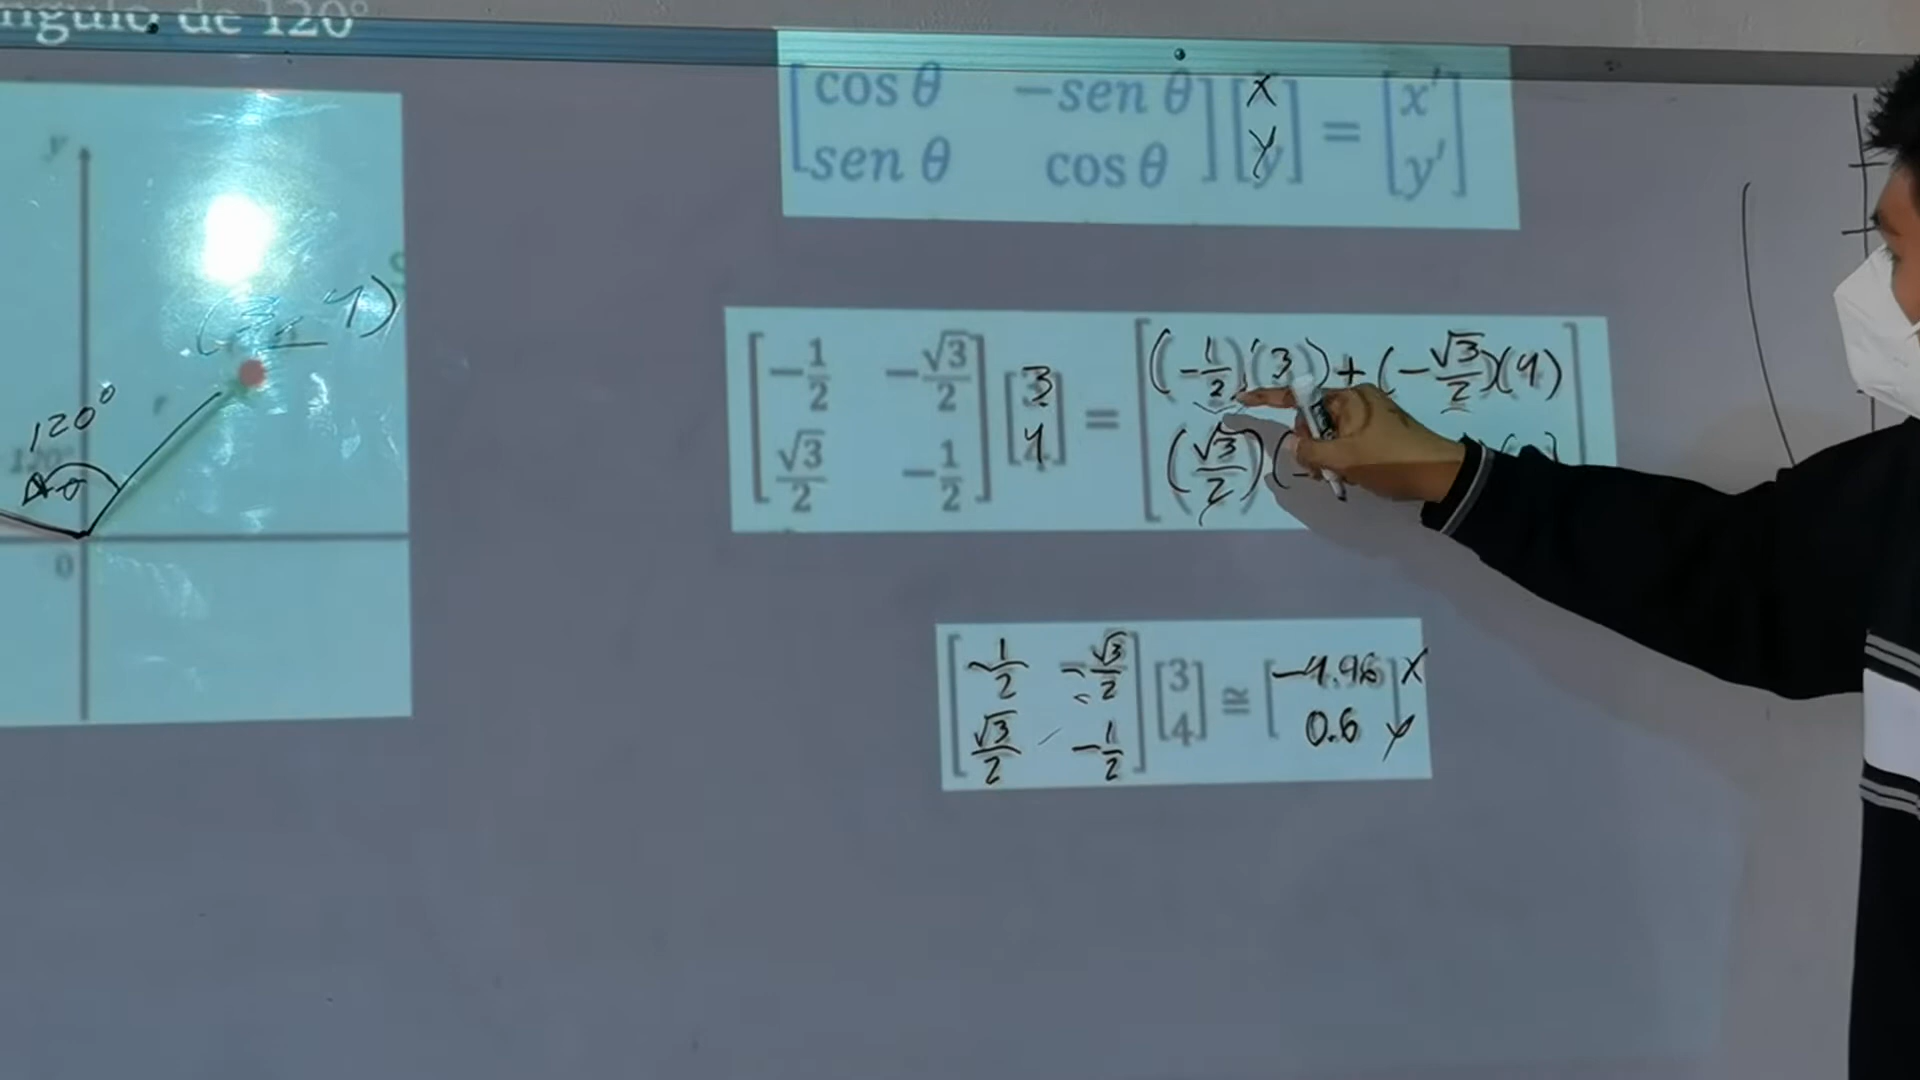 ngulo de 120°
[cos θ −sen θ] [x] = [x']
[sen θ cos θ] [y] = [y']
y
(3, 4)
120°
r
120°
θ
0
[−1/2 −√3/2] [3] = [(−1/2)(3) + (−√3/2)(4)]
[√3/2 −1/2] [4] = [(√3/2)(
[−1/2 −√3/2] [3] ≅ [−4.96] x
[√3/2 −1/2] [4] ≅ [0.6] y